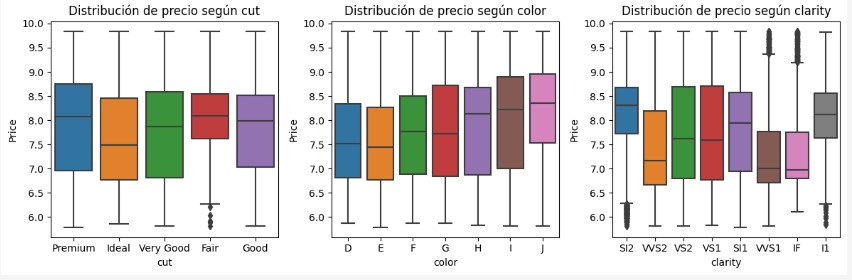 Distribución de precio según cut
Price
10.0
9.5
9.0
8.5
8.0
7.5
7.0
6.5
6.0
Premium Ideal Very Good Fair Good
cut
Distribución de precio según color
Price
10.0
9.5
9.0
8.5
8.0
7.5
7.0
6.5
6.0
D E F G H I J
color
Distribución de precio según clarity
Price
10.0
9.5
9.0
8.5
8.0
7.5
7.0
6.5
6.0
SI2 VVS2 VS2 VS1 SI1 VVS1 IF I1
clarity